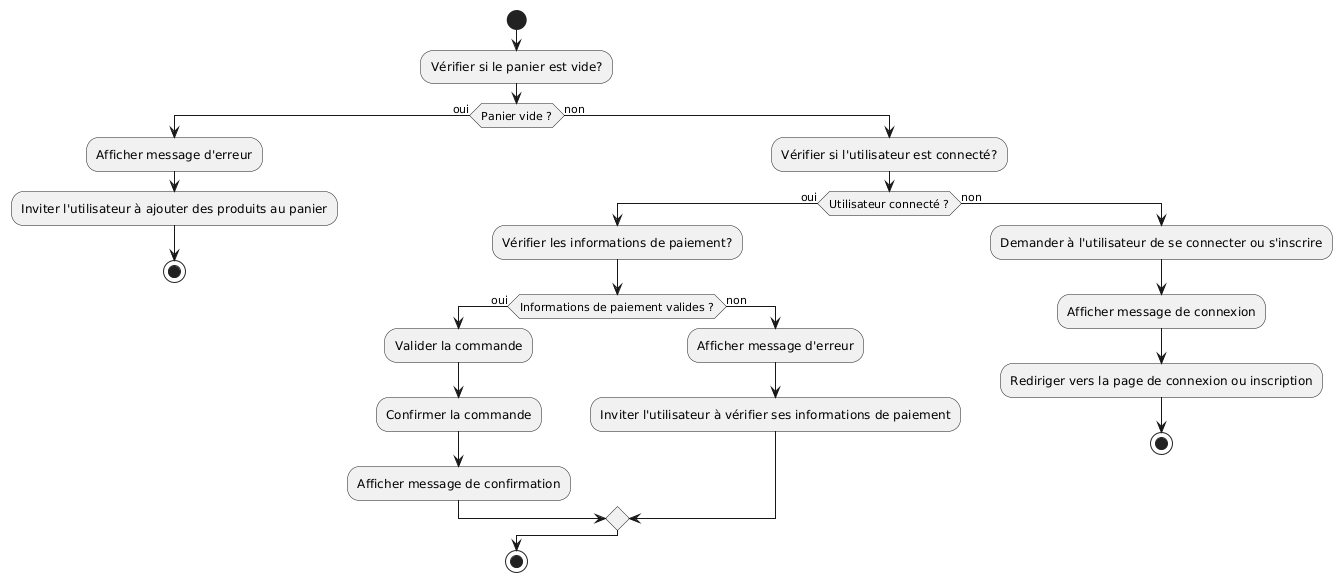 Vérifier si le panier est vide?
oui
Panier vide ?
non
Afficher message d'erreur
Vérifier si l'utilisateur est connecté?
Inviter l'utilisateur à ajouter des produits au panier
oui
Utilisateur connecté ?
non
Vérifier les informations de paiement?
Demander à l'utilisateur de se connecter ou s'inscrire
oui
Informations de paiement valides ?
non
Afficher message de connexion
Valider la commande
Afficher message d'erreur
Rediriger vers la page de connexion ou inscription
Confirmer la commande
Inviter l'utilisateur à vérifier ses informations de paiement
Afficher message de confirmation